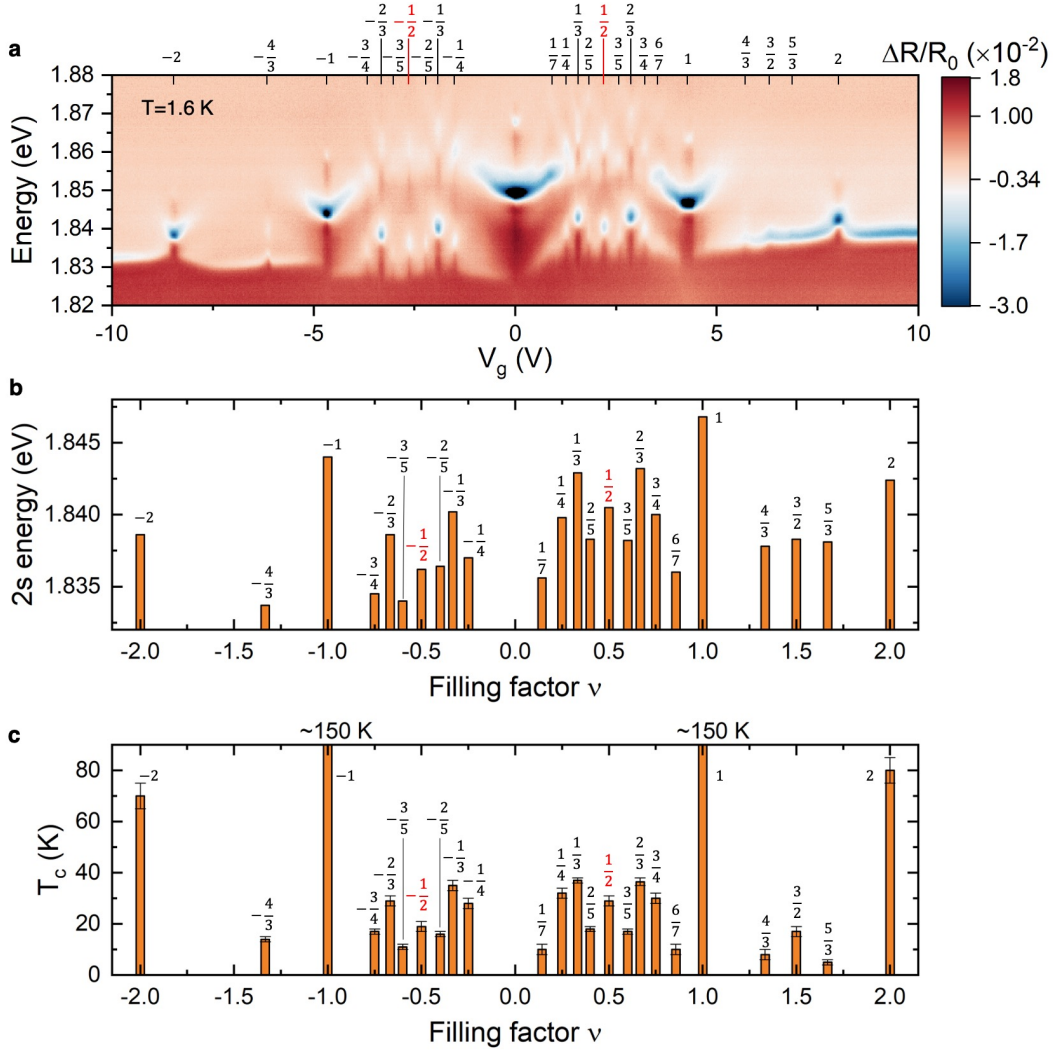 −2/3 −1/2 −1/3 1/3 1/2 2/3
a −2 −4/3 −1 −3/4 −3/5 −2/5 −1/4 1/7 1/4 2/5 3/5 3/4 6/7 1 4/3 3/2 5/3 2 ΔR/R₀ (×10⁻²)
T=1.6 K
Energy (eV)
1.88
1.87
1.86
1.85
1.84
1.83
1.82
1.8
1.00
-0.34
-1.7
-3.0
-10 -5 0 5 10
V_g (V)
b
2s energy (eV)
1.845
1.840
1.835
−2 −4/3 −1 −3/4 −2/3 −3/5 −1/2 −2/5 −1/3 −1/4 1/7 1/4 1/3 2/5 1/2 3/5 2/3 3/4 6/7 1 4/3 3/2 5/3 2
-2.0 -1.5 -1.0 -0.5 0.0 0.5 1.0 1.5 2.0
Filling factor ν
c ~150 K ~150 K
T_c (K)
80
60
40
20
0
−2 −4/3 −1 −3/4 −2/3 −3/5 −1/2 −2/5 −1/3 −1/4 1/7 1/4 1/3 2/5 1/2 3/5 2/3 3/4 6/7 1 4/3 3/2 5/3 2
-2.0 -1.5 -1.0 -0.5 0.0 0.5 1.0 1.5 2.0
Filling factor ν